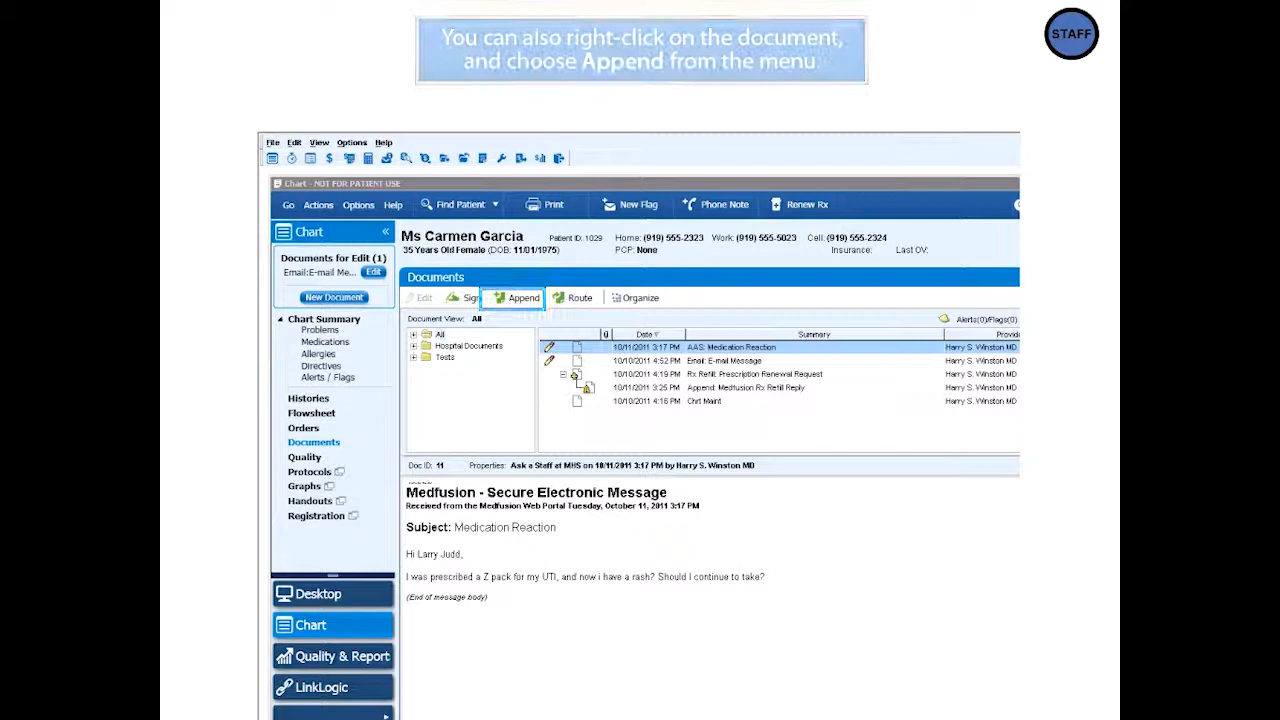 You can also right-click on the document,
and choose Append from the menu.
STAFF
File Edit View Options Help
Chart - NOT FOR PATIENT USE
Go Actions Options Help Find Patient Print New Flag Phone Note Renew Rx
Chart
Documents for Edit (1)
Email:E-mail Me... Edit
New Document
Chart Summary
Problems
Medications
Allergies
Directives
Alerts / Flags
Histories
Flowsheet
Orders
Documents
Quality
Protocols
Graphs
Handouts
Registration
Desktop
Chart
Quality & Report
LinkLogic
Ms Carmen Garcia Patient ID: 1029 Home: (919) 555-2323 Work: (919) 555-5023 Cell: (919) 555-2324
35 Years Old Female (DOB: 11/01/1975) PCP: None Insurance: Last OV:
Documents
Edit Sign Append Route Organize
Document View: All Alerts(0)/Flags(0)
All
Hospital Documents
Tests
Date Summary Provid
10/11/2011 3:17 PM AAS: Medication Reaction Harry S. Winston MD
10/10/2011 4:52 PM Email: E-mail Message Harry S. Winston MD
10/10/2011 4:19 PM Rx Refill: Prescription Renewal Request Harry S. Winston MD
10/11/2011 3:25 PM Append: Medfusion Rx Refill Reply Harry S. Winston MD
10/10/2011 4:16 PM Chrt Maint Harry S. Winston MD
Doc ID: 11 Properties: Ask a Staff at MHS on 10/11/2011 3:17 PM by Harry S. Winston MD
Medfusion - Secure Electronic Message
Received from the Medfusion Web Portal Tuesday, October 11, 2011 3:17 PM
Subject: Medication Reaction
Hi Larry Judd,
I was prescribed a Z pack for my UTI, and now i have a rash? Should I continue to take?
(End of message body)